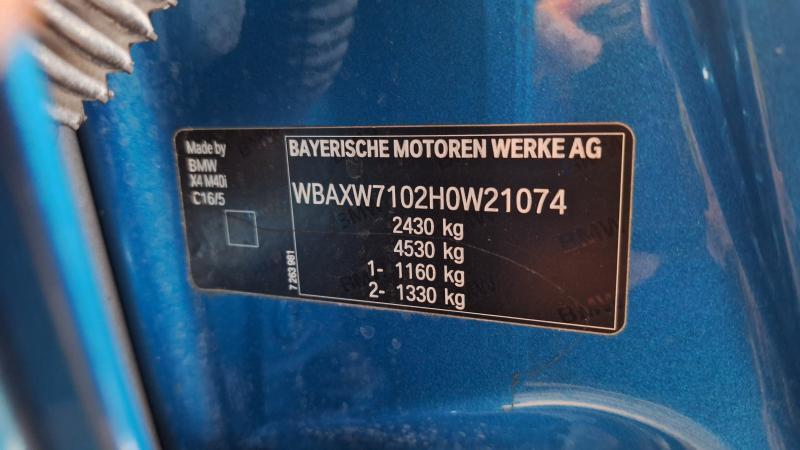 Made by
BMW
X4 M40i
C16/5
BAYERISCHE MOTOREN WERKE AG
WBAXW7102H0W21074
2430 kg
4530 kg
1- 1160 kg
2- 1330 kg
7 263 981